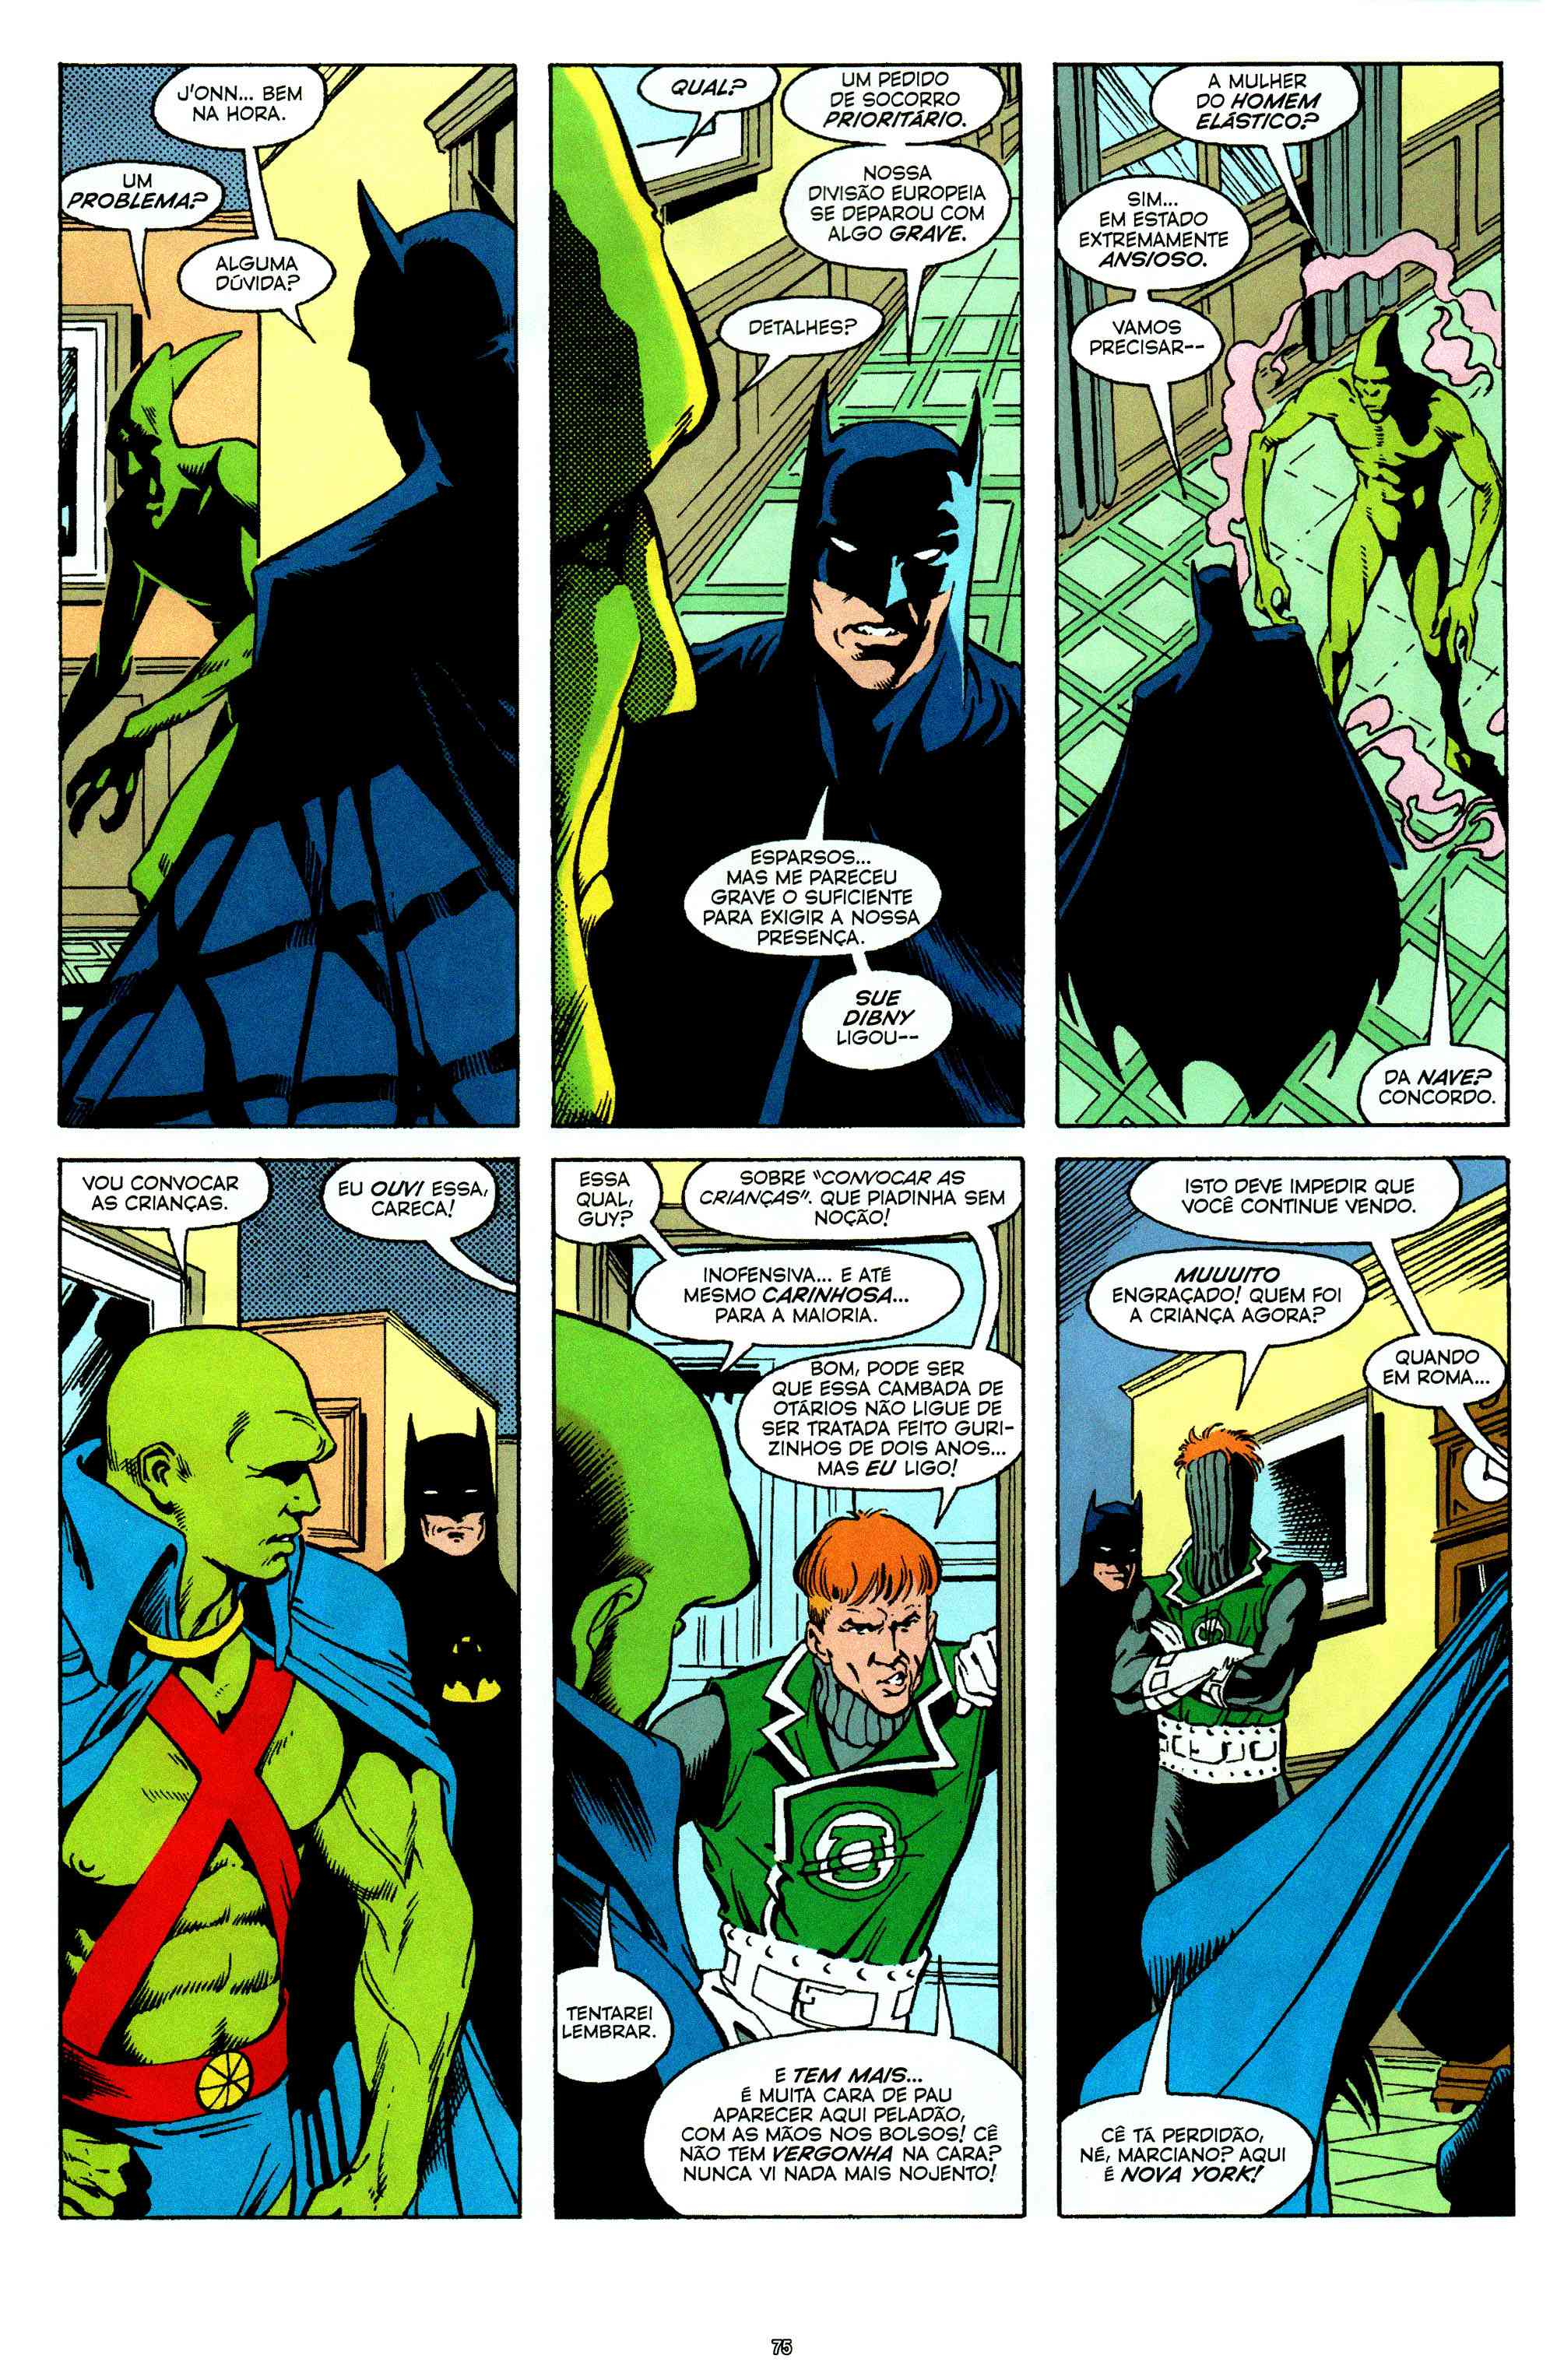 J'ONN... BEM
NA HORA.
UM
PROBLEMA?
ALGUMA
DÚVIDA?
QUAL?
UM PEDIDO
DE SOCORRO
PRIORITÁRIO.
NOSSA
DIVISÃO EUROPEIA
SE DEPAROU COM
ALGO GRAVE.
DETALHES?
ESPARSOS...
MAS ME PARECEU
GRAVE O SUFICIENTE
PARA EXIGIR A NOSSA
PRESENÇA.
SUE
DIBNY
LIGOU--
A MULHER
DO HOMEM
ELÁSTICO?
SIM...
EM ESTADO
EXTREMAMENTE
ANSIOSO.
VAMOS
PRECISAR--
DA NAVE?
CONCORDO.
VOU CONVOCAR
AS CRIANÇAS.
EU OUVI ESSA,
CARECA!
ESSA
QUAL,
GUY?
SOBRE "CONVOCAR AS
CRIANÇAS". QUE PIADINHA SEM
NOÇÃO!
INOFENSIVA... E ATÉ
MESMO CARINHOSA...
PARA A MAIORIA.
BOM, PODE SER
QUE ESSA CAMBADA DE
OTÁRIOS NÃO LIGUE DE
SER TRATADA FEITO GURI-
ZINHOS DE DOIS ANOS...
MAS EU LIGO!
TENTAREI
LEMBRAR.
E TEM MAIS...
É MUITA CARA DE PAU
APARECER AQUI PELADÃO,
COM AS MÃOS NOS BOLSOS! CÊ
NÃO TEM VERGONHA NA CARA?
NUNCA VI NADA MAIS NOJENTO!
ISTO DEVE IMPEDIR QUE
VOCÊ CONTINUE VENDO.
MUUUITO
ENGRAÇADO! QUEM FOI
A CRIANÇA AGORA?
QUANDO
EM ROMA...
CÊ TÁ PERDIDÃO,
NÉ, MARCIANO? AQUI
É NOVA YORK!
75